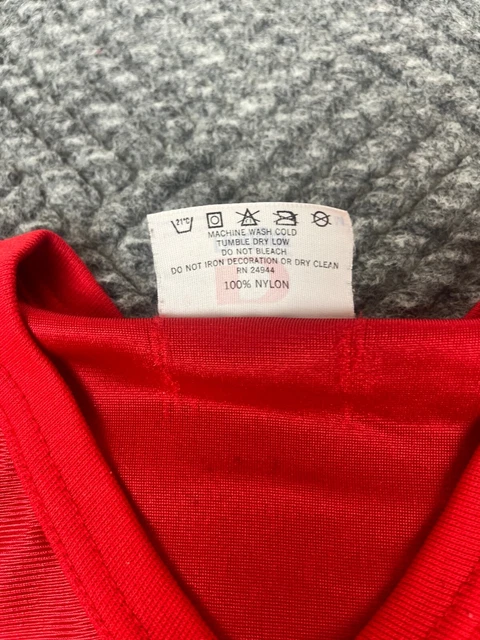 21°C
MACHINE WASH COLD
TUMBLE DRY LOW
DO NOT BLEACH
DO NOT IRON DECORATION OR DRY CLEAN
RN 24944
100% NYLON